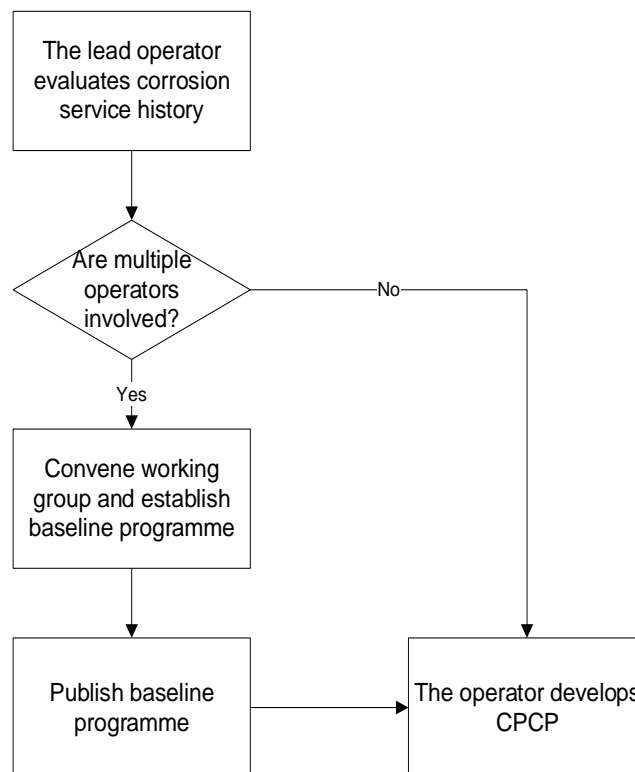 The lead operator
evaluates corrosion
service history
Are multiple
operators
involved?
No
Yes
Convene working
group and establish
baseline programme
Publish baseline
programme
The operator develops
CPCP